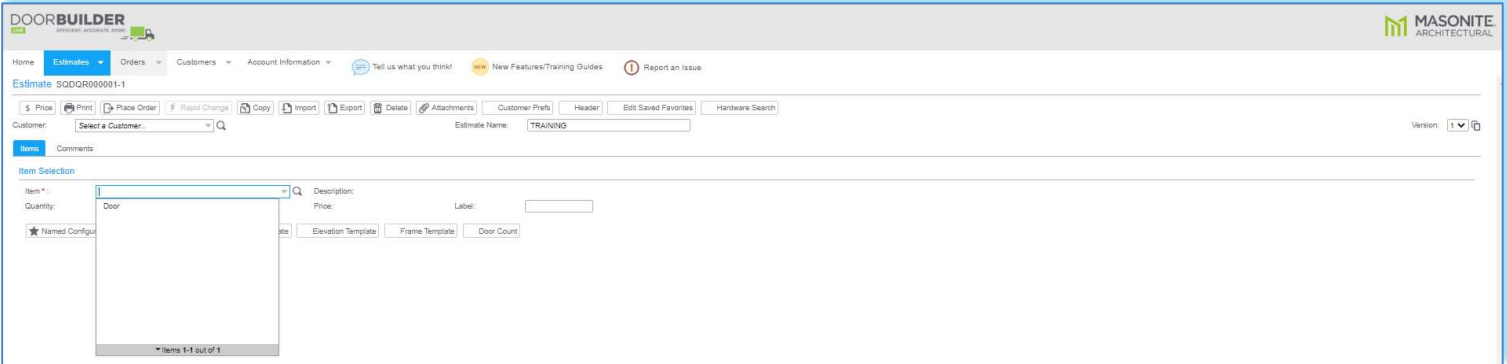 DOORBUILDER
LIVE EFFICIENT. ACCURATE. SHINE.
MASONITE.
ARCHITECTURAL
Home Estimates Orders Customers Account Information Tell us what you think! NEW New Features/Training Guides Report an Issue
Estimate SQDQR000001-1
$ Price Print Place Order Rapid Change Copy Import Export Delete Attachments Customer Prefs Header Edit Saved Favorites Hardware Search
Customer: Select a Customer... Estimate Name: TRAINING Version: 1
Items Comments
Item Selection
Item * : Description:
Quantity: Door Price: Label:
Named Configur ate Elevation Template Frame Template Door Count
Items 1-1 out of 1